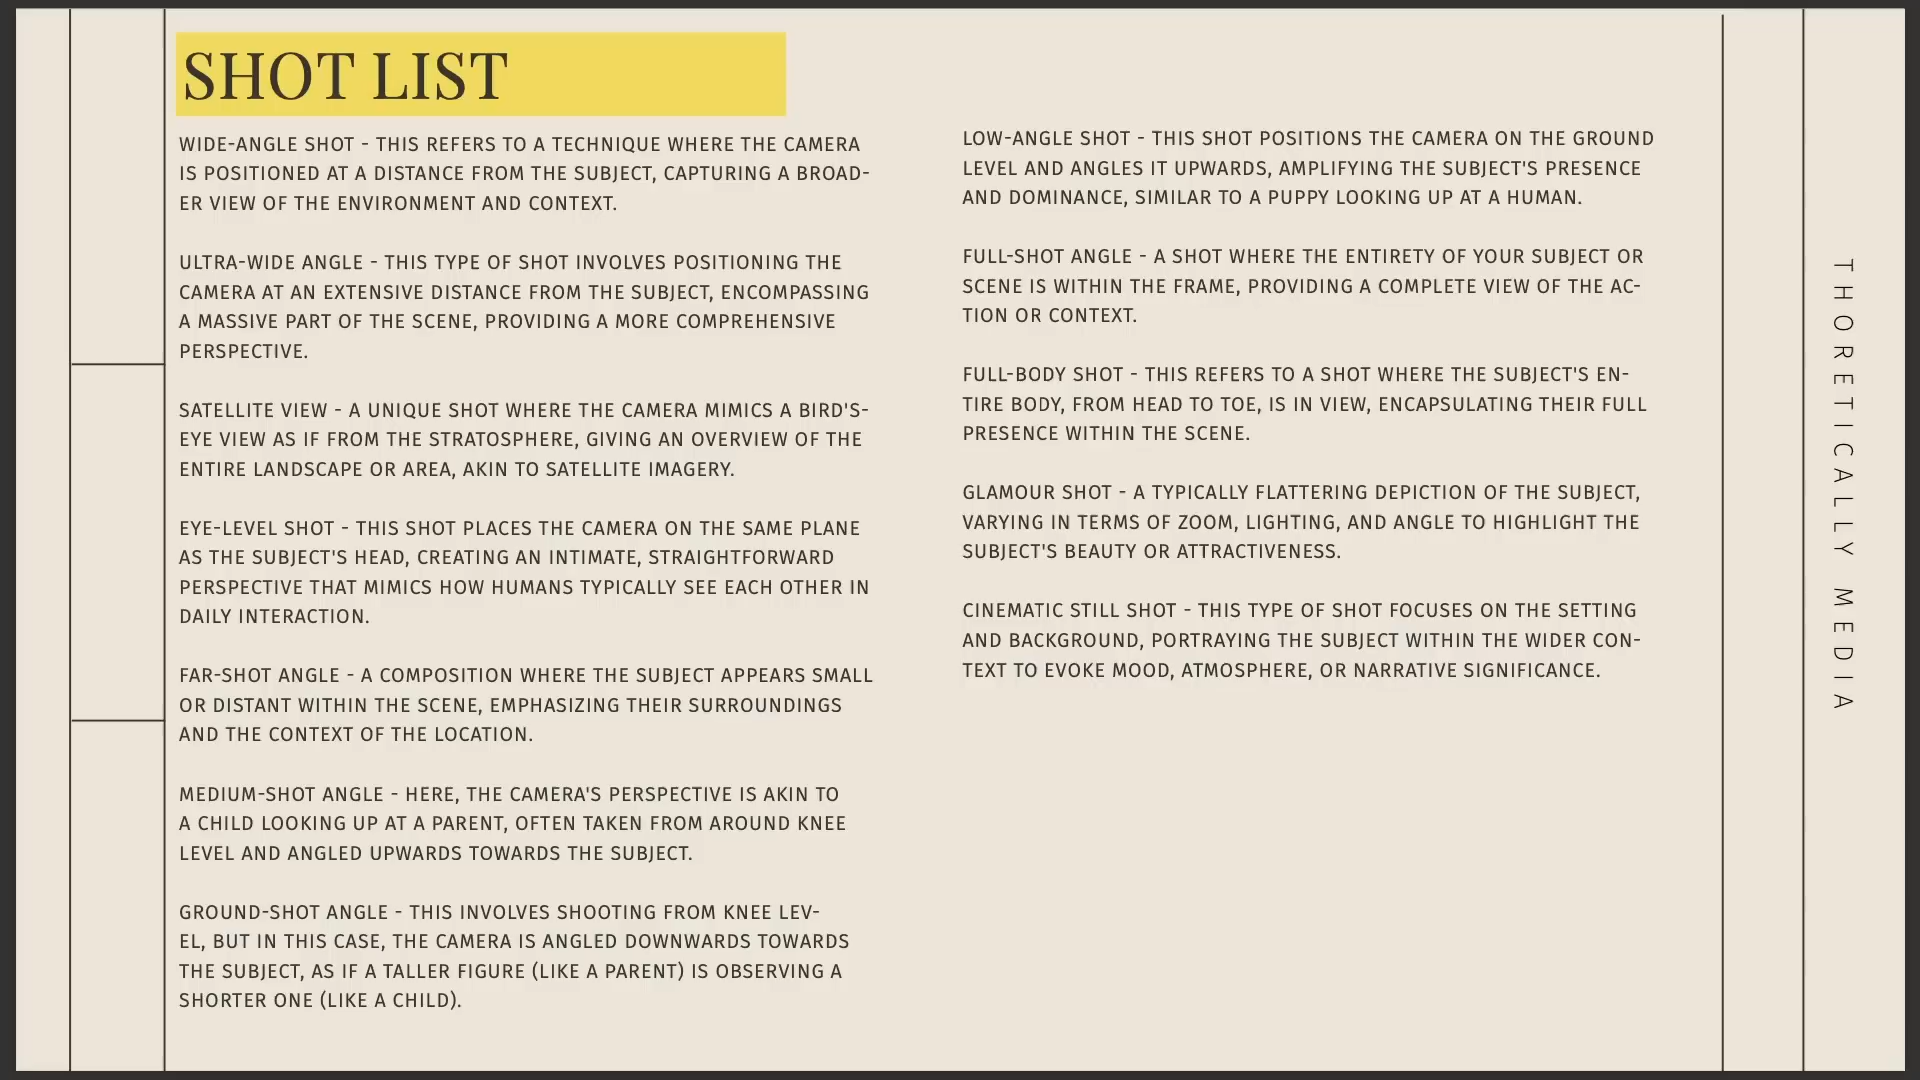 SHOT LIST
WIDE-ANGLE SHOT - THIS REFERS TO A TECHNIQUE WHERE THE CAMERA
IS POSITIONED AT A DISTANCE FROM THE SUBJECT, CAPTURING A BROAD-
ER VIEW OF THE ENVIRONMENT AND CONTEXT.
ULTRA-WIDE ANGLE - THIS TYPE OF SHOT INVOLVES POSITIONING THE
CAMERA AT AN EXTENSIVE DISTANCE FROM THE SUBJECT, ENCOMPASSING
A MASSIVE PART OF THE SCENE, PROVIDING A MORE COMPREHENSIVE
PERSPECTIVE.
SATELLITE VIEW - A UNIQUE SHOT WHERE THE CAMERA MIMICS A BIRD'S-
EYE VIEW AS IF FROM THE STRATOSPHERE, GIVING AN OVERVIEW OF THE
ENTIRE LANDSCAPE OR AREA, AKIN TO SATELLITE IMAGERY.
EYE-LEVEL SHOT - THIS SHOT PLACES THE CAMERA ON THE SAME PLANE
AS THE SUBJECT'S HEAD, CREATING AN INTIMATE, STRAIGHTFORWARD
PERSPECTIVE THAT MIMICS HOW HUMANS TYPICALLY SEE EACH OTHER IN
DAILY INTERACTION.
FAR-SHOT ANGLE - A COMPOSITION WHERE THE SUBJECT APPEARS SMALL
OR DISTANT WITHIN THE SCENE, EMPHASIZING THEIR SURROUNDINGS
AND THE CONTEXT OF THE LOCATION.
MEDIUM-SHOT ANGLE - HERE, THE CAMERA'S PERSPECTIVE IS AKIN TO
A CHILD LOOKING UP AT A PARENT, OFTEN TAKEN FROM AROUND KNEE
LEVEL AND ANGLED UPWARDS TOWARDS THE SUBJECT.
GROUND-SHOT ANGLE - THIS INVOLVES SHOOTING FROM KNEE LEV-
EL, BUT IN THIS CASE, THE CAMERA IS ANGLED DOWNWARDS TOWARDS
THE SUBJECT, AS IF A TALLER FIGURE (LIKE A PARENT) IS OBSERVING A
SHORTER ONE (LIKE A CHILD).
LOW-ANGLE SHOT - THIS SHOT POSITIONS THE CAMERA ON THE GROUND
LEVEL AND ANGLES IT UPWARDS, AMPLIFYING THE SUBJECT'S PRESENCE
AND DOMINANCE, SIMILAR TO A PUPPY LOOKING UP AT A HUMAN.
FULL-SHOT ANGLE - A SHOT WHERE THE ENTIRETY OF YOUR SUBJECT OR
SCENE IS WITHIN THE FRAME, PROVIDING A COMPLETE VIEW OF THE AC-
TION OR CONTEXT.
FULL-BODY SHOT - THIS REFERS TO A SHOT WHERE THE SUBJECT'S EN-
TIRE BODY, FROM HEAD TO TOE, IS IN VIEW, ENCAPSULATING THEIR FULL
PRESENCE WITHIN THE SCENE.
GLAMOUR SHOT - A TYPICALLY FLATTERING DEPICTION OF THE SUBJECT,
VARYING IN TERMS OF ZOOM, LIGHTING, AND ANGLE TO HIGHLIGHT THE
SUBJECT'S BEAUTY OR ATTRACTIVENESS.
CINEMATIC STILL SHOT - THIS TYPE OF SHOT FOCUSES ON THE SETTING
AND BACKGROUND, PORTRAYING THE SUBJECT WITHIN THE WIDER CON-
TEXT TO EVOKE MOOD, ATMOSPHERE, OR NARRATIVE SIGNIFICANCE.
THORETICALLY MEDIA